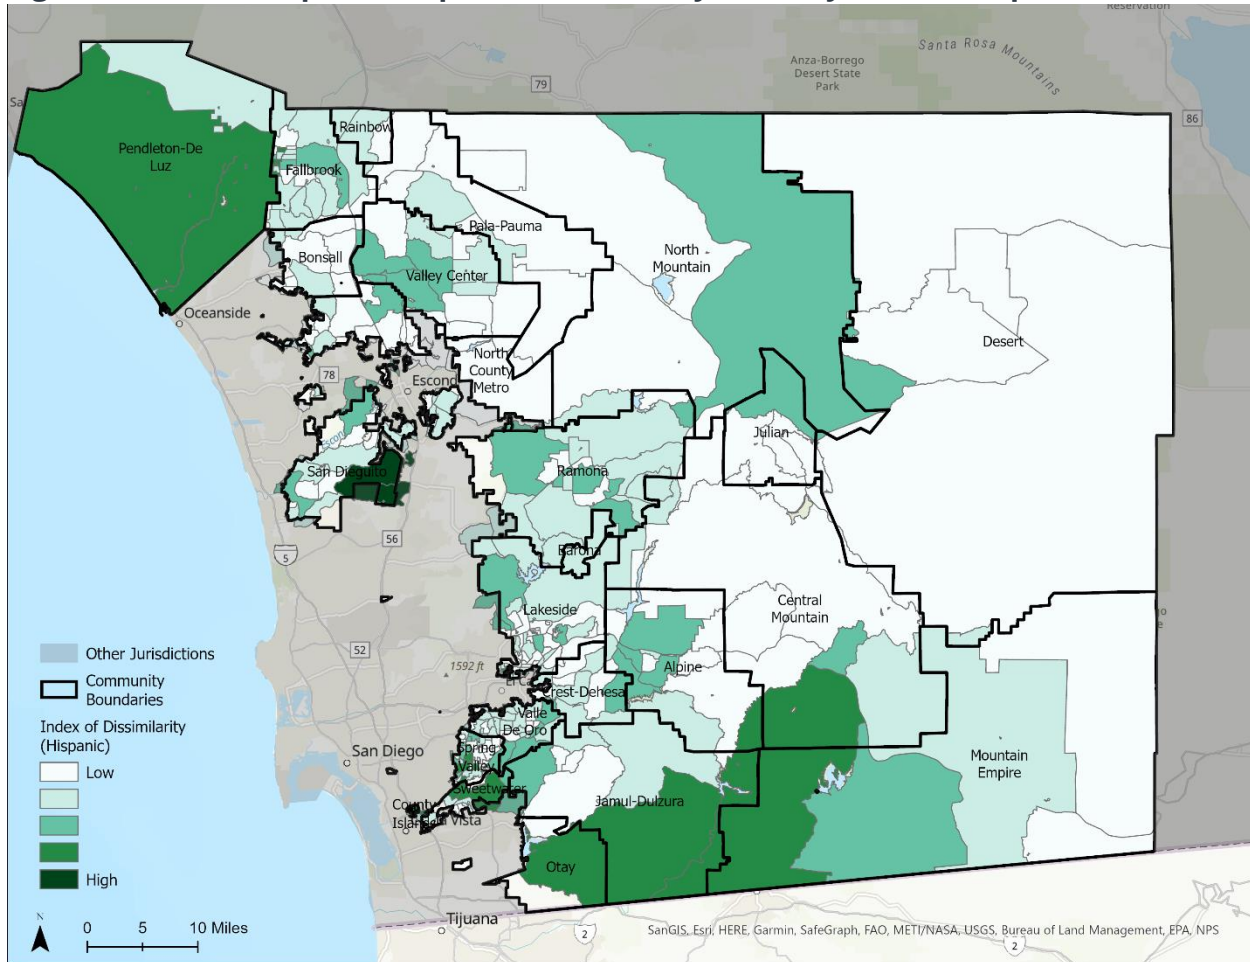 Reservation
Santa Rosa Mountains
Anza-Borrego
Desert State
Park
79
86
Rainbow
Pendleton-De
Luz
Fallbrook
Pala-Pauma
North
Mountain
Bonsall
Valley Center
Oceanside
Desert
North
County
Metro
78
Escond
Julian
San Dieguito
Ramona
56
5
Barona
Central
Mountain
Lakeside
52
1592 ft
Alpine
Crest-Dehesa
Valle
De Oro
Spring
Valley
San Diego
Mountain
Empire
Sweetwater
Jamul-Dulzura
County
Islands
Vista
Otay
Tijuana
2
2
Other Jurisdictions
Community
Boundaries
Index of Dissimilarity
(Hispanic)
Low
High
N
0 5 10 Miles
SanGIS, Esri, HERE, Garmin, SafeGraph, FAO, METI/NASA, USGS, Bureau of Land Management, EPA, NPS